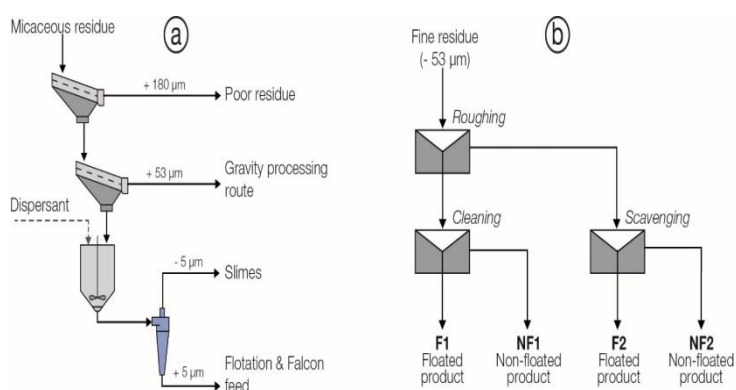 Micaceous residue
a
+ 180 μm
Poor residue
+ 53 μm
Gravity processing
route
Dispersant
- 5 μm
Slimes
+ 5 μm
Flotation & Falcon
feed
b
Fine residue
(- 53 μm)
Roughing
Cleaning
Scavenging
F1
Floated
product
NF1
Non-floated
product
F2
Floated
product
NF2
Non-floated
product